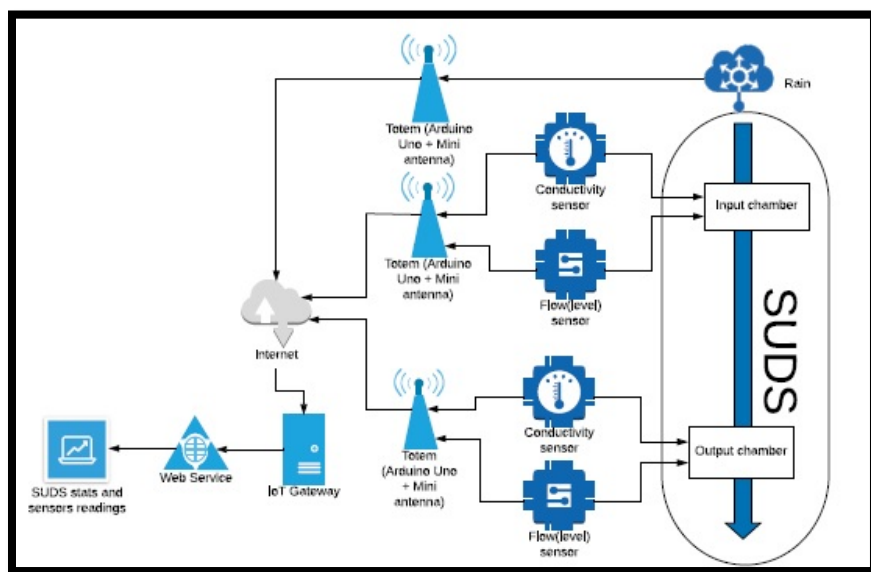 Rain
Totem (Arduino
Uno + Mini
antenna)
Conductivity
sensor
Input chamber
Totem (Arduino
Uno + Mini
antenna)
Flow(level)
sensor
SUDS
Internet
Conductivity
sensor
Output chamber
Totem
(Arduino Uno
+ Mini
antenna)
Flow(level)
sensor
IoT Gateway
Web Service
SUDS stats and
sensors readings